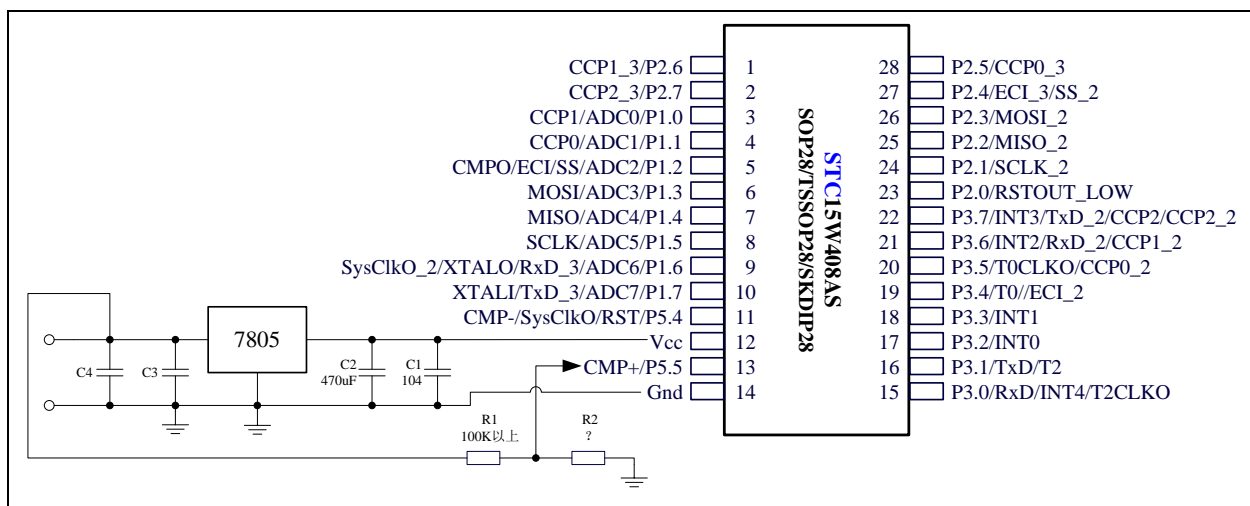 CCP1_3/P2.6
CCP2_3/P2.7
CCP1/ADC0/P1.0
CCP0/ADC1/P1.1
CMPO/ECI/SS/ADC2/P1.2
MOSI/ADC3/P1.3
MISO/ADC4/P1.4
SCLK/ADC5/P1.5
SysClkO_2/XTALO/RxD_3/ADC6/P1.6
XTALI/TxD_3/ADC7/P1.7
CMP-/SysClkO/RST/P5.4
Vcc
CMP+/P5.5
Gnd
1
2
3
4
5
6
7
8
9
10
11
12
13
14
STC15W408AS
SOP28/TSSOP28/SKDIP28
28
27
26
25
24
23
22
21
20
19
18
17
16
15
P2.5/CCP0_3
P2.4/ECI_3/SS_2
P2.3/MOSI_2
P2.2/MISO_2
P2.1/SCLK_2
P2.0/RSTOUT_LOW
P3.7/INT3/TxD_2/CCP2/CCP2_2
P3.6/INT2/RxD_2/CCP1_2
P3.5/T0CLKO/CCP0_2
P3.4/T0//ECI_2
P3.3/INT1
P3.2/INT0
P3.1/TxD/T2
P3.0/RxD/INT4/T2CLKO
7805
C4
C3
C2
470uF
C1
104
R1
100K以上
R2
?